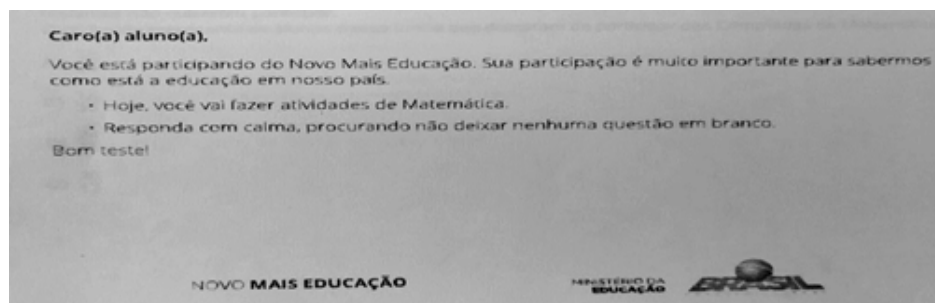 Caro(a) aluno(a),
Você está participando do Novo Mais Educação. Sua participação é muito importante para sabermos
como está a educação em nosso país.
• Hoje, você vai fazer atividades de Matemática.
• Responda com calma, procurando não deixar nenhuma questão em branco.
Bom teste!
NOVO MAIS EDUCAÇÃO
MINISTÉRIO DA
EDUCAÇÃO
BRASIL